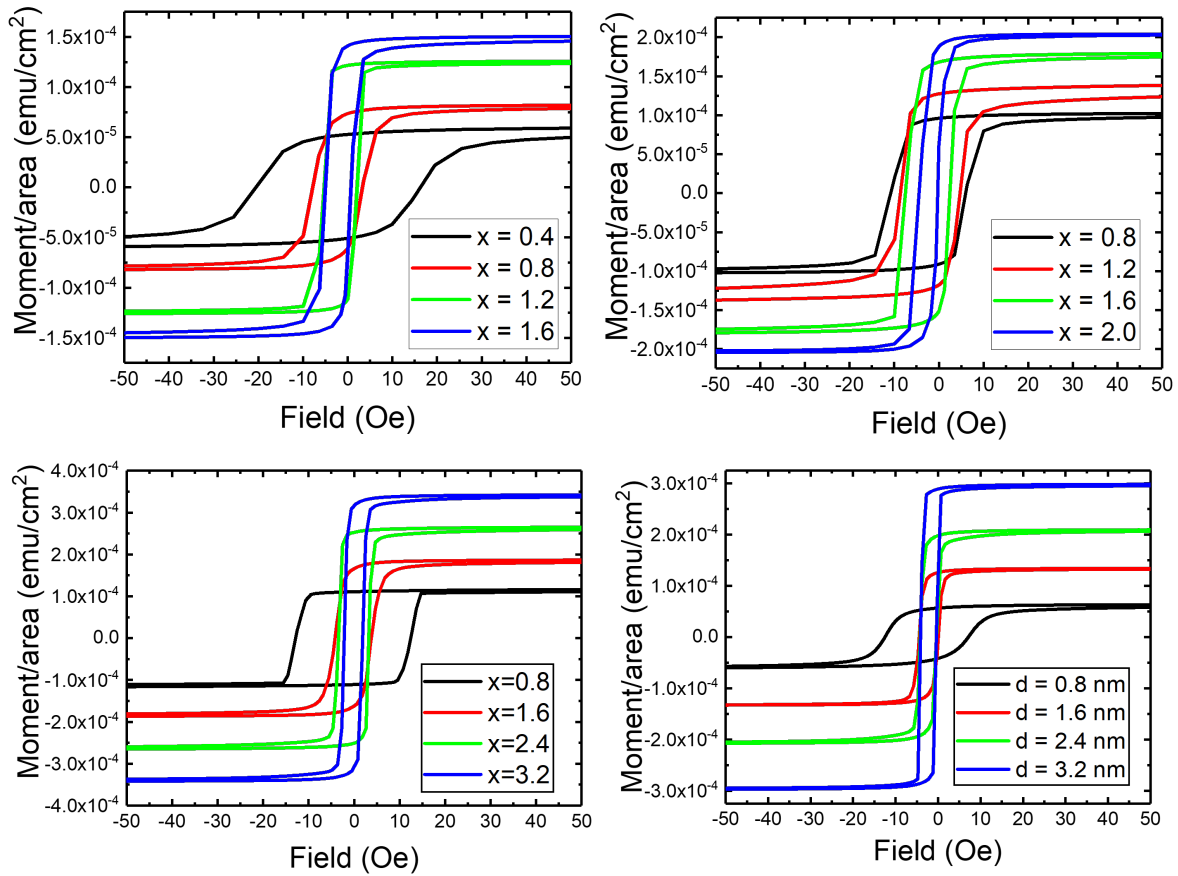 Moment/area (emu/cm²)
1.5x10⁻⁴
1.0x10⁻⁴
5.0x10⁻⁵
0.0
-5.0x10⁻⁵
-1.0x10⁻⁴
-1.5x10⁻⁴
x = 0.4
x = 0.8
x = 1.2
x = 1.6
-50 -40 -30 -20 -10 0 10 20 30 40 50
Field (Oe)
Moment/area (emu/cm²)
2.0x10⁻⁴
1.5x10⁻⁴
1.0x10⁻⁴
5.0x10⁻⁵
0.0
-5.0x10⁻⁵
-1.0x10⁻⁴
-1.5x10⁻⁴
-2.0x10⁻⁴
x = 0.8
x = 1.2
x = 1.6
x = 2.0
-50 -40 -30 -20 -10 0 10 20 30 40 50
Field (Oe)
Moment/area (emu/cm²)
4.0x10⁻⁴
3.0x10⁻⁴
2.0x10⁻⁴
1.0x10⁻⁴
0.0
-1.0x10⁻⁴
-2.0x10⁻⁴
-3.0x10⁻⁴
-4.0x10⁻⁴
x=0.8
x=1.6
x=2.4
x=3.2
-50 -40 -30 -20 -10 0 10 20 30 40 50
Field (Oe)
Moment/area (emu/cm²)
3.0x10⁻⁴
2.0x10⁻⁴
1.0x10⁻⁴
0.0
-1.0x10⁻⁴
-2.0x10⁻⁴
-3.0x10⁻⁴
d = 0.8 nm
d = 1.6 nm
d = 2.4 nm
d = 3.2 nm
-50 -40 -30 -20 -10 0 10 20 30 40 50
Field (Oe)